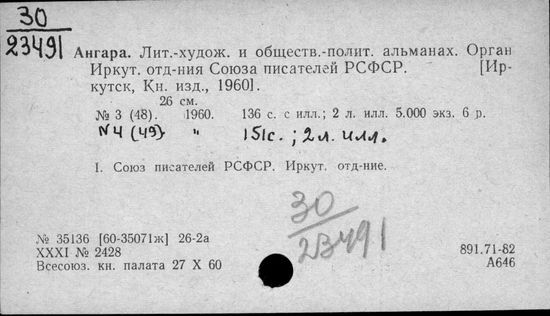 30
23491
Ангара. Лит.-худож. и обществ.-полит. альманах. Орган
Иркут. отд-ния Союза писателей РСФСР. [Ир-
кутск, Кн. изд., 1960].
26 см.
№ 3 (48). 1960. 136 с. с илл.; 2 л. илл. 5.000 экз. 6 р.
№ 4 (49) " 151с.; 2 л. илл.
I. Союз писателей РСФСР. Иркут. отд-ние.
30
23491
№ 35136 [60-35071ж] 26-2а
XXXI № 2428
Всесоюз. кн. палата 27 X 60
891.71-82
А646